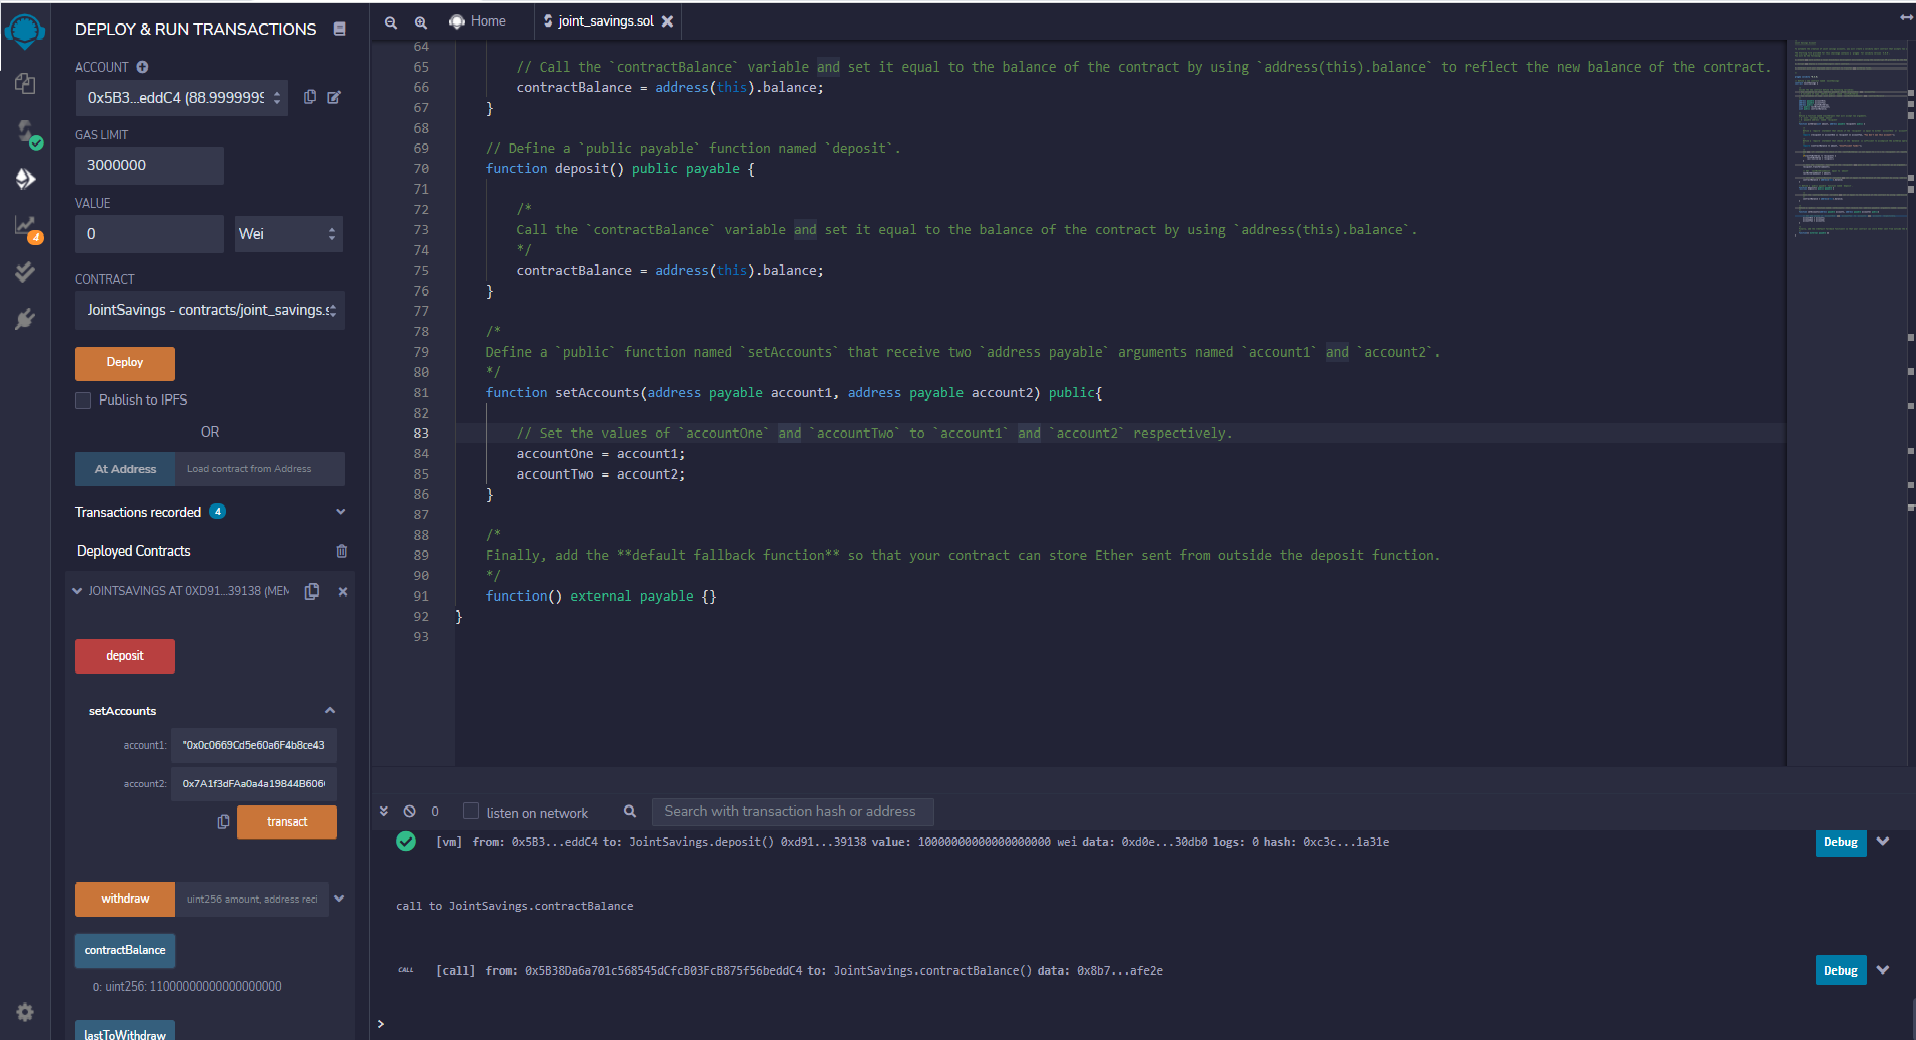 DEPLOY & RUN TRANSACTIONS
ACCOUNT
0x5B3...eddC4 (88.9999999
GAS LIMIT
3000000
VALUE
0
Wei
CONTRACT
JointSavings - contracts/joint_savings.s
Deploy
Publish to IPFS
OR
At Address
Load contract from Address
Transactions recorded 4
Deployed Contracts
JOINTSAVINGS AT 0XD91...39138 (MEM
deposit
setAccounts
account1: "0x0c0669Cd5e60a6F4b8ce43
account2: 0x7A1f3dFAa0a4a19844B606
transact
withdraw
uint256 amount, address reci
contractBalance
0: uint256: 11000000000000000000
lastToWithdraw
4
Home
joint_savings.sol
64
65 // Call the `contractBalance` variable and set it equal to the balance of the contract by using `address(this).balance` to reflect the new balance of the contract.
66 contractBalance = address(this).balance;
67 }
68
69 // Define a `public payable` function named `deposit`.
70 function deposit() public payable {
71
72 /*
73 Call the `contractBalance` variable and set it equal to the balance of the contract by using `address(this).balance`.
74 */
75 contractBalance = address(this).balance;
76 }
77
78 /*
79 Define a `public` function named `setAccounts` that receive two `address payable` arguments named `account1` and `account2`.
80 */
81 function setAccounts(address payable account1, address payable account2) public{
82
83 // Set the values of `accountOne` and `accountTwo` to `account1` and `account2` respectively.
84 accountOne = account1;
85 accountTwo = account2;
86 }
87
88 /*
89 Finally, add the **default fallback function** so that your contract can store Ether sent from outside the deposit function.
90 */
91 function() external payable {}
92 }
93
0
listen on network
Search with transaction hash or address
[vm] from: 0x5B3...eddC4 to: JointSavings.deposit() 0xd91...39138 value: 10000000000000000000 wei data: 0xd0e...30db0 logs: 0 hash: 0xc3c...1a31e
Debug
call to JointSavings.contractBalance
CALL [call] from: 0x5B38Da6a701c568545dCfcB03FcB875f56beddC4 to: JointSavings.contractBalance() data: 0x8b7...afe2e
Debug
>